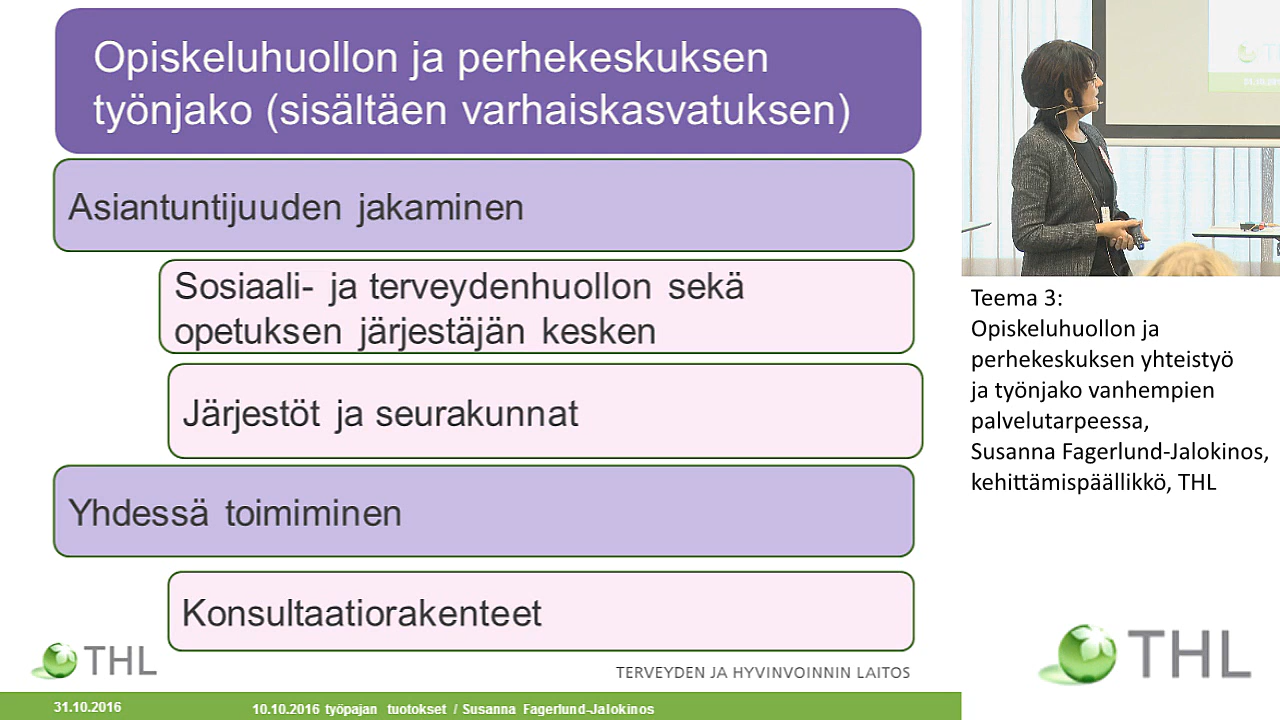 Opiskeluhuollon ja perhekeskuksen
työnjako (sisältäen varhaiskasvatuksen)
Asiantuntijuuden jakaminen
Sosiaali- ja terveydenhuollon sekä
opetuksen järjestäjän kesken
Järjestöt ja seurakunnat
Yhdessä toimiminen
Konsultaatiorakenteet
THL
TERVEYDEN JA HYVINVOINNIN LAITOS
31.10.2016
10.10.2016 työpajan tuotokset / Susanna Fagerlund-Jalokinos
Teema 3:
Opiskeluhuollon ja
perhekeskuksen yhteistyö
ja työnjako vanhempien
palvelutarpeessa,
Susanna Fagerlund-Jalokinos,
kehittämispäällikkö, THL
THL